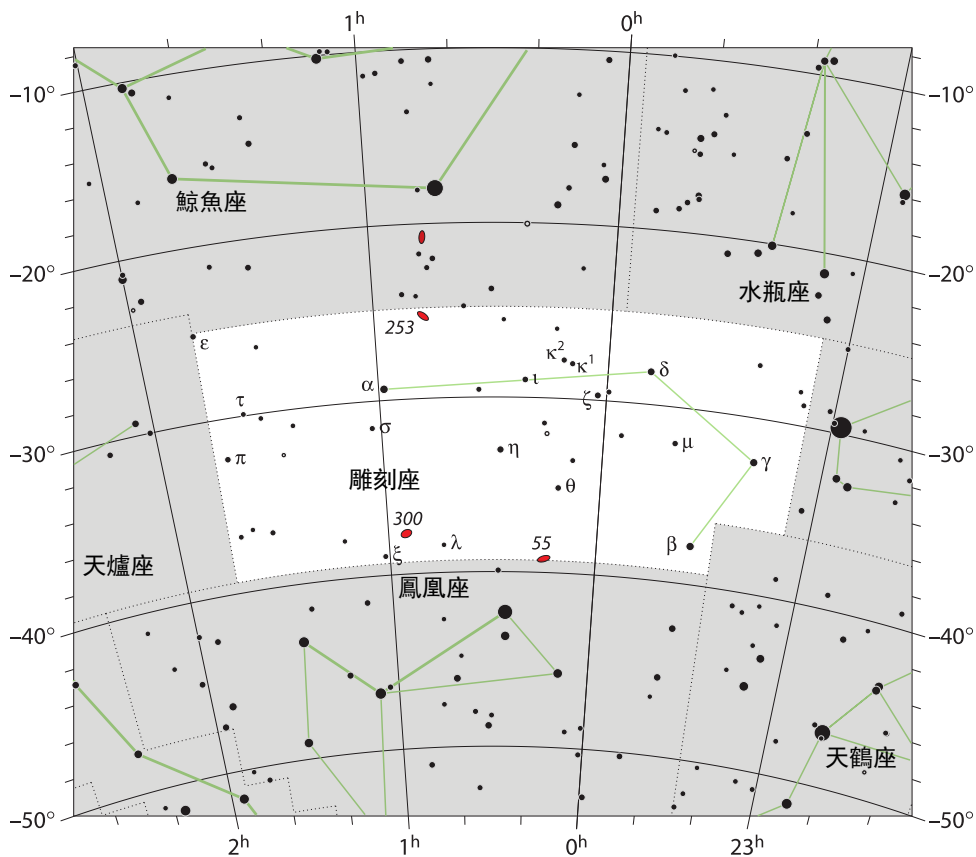 1h 0h
–10° –10°
鯨魚座
–20° –20°
水瓶座
253
ε
κ² κ¹
δ
α
ι
ζ
τ
σ
μ
–30° –30°
π
η
γ
雕刻座
θ
300
λ
55
β
ξ
天爐座
鳳凰座
–40° –40°
天鶴座
–50° –50°
2h 1h 0h 23h